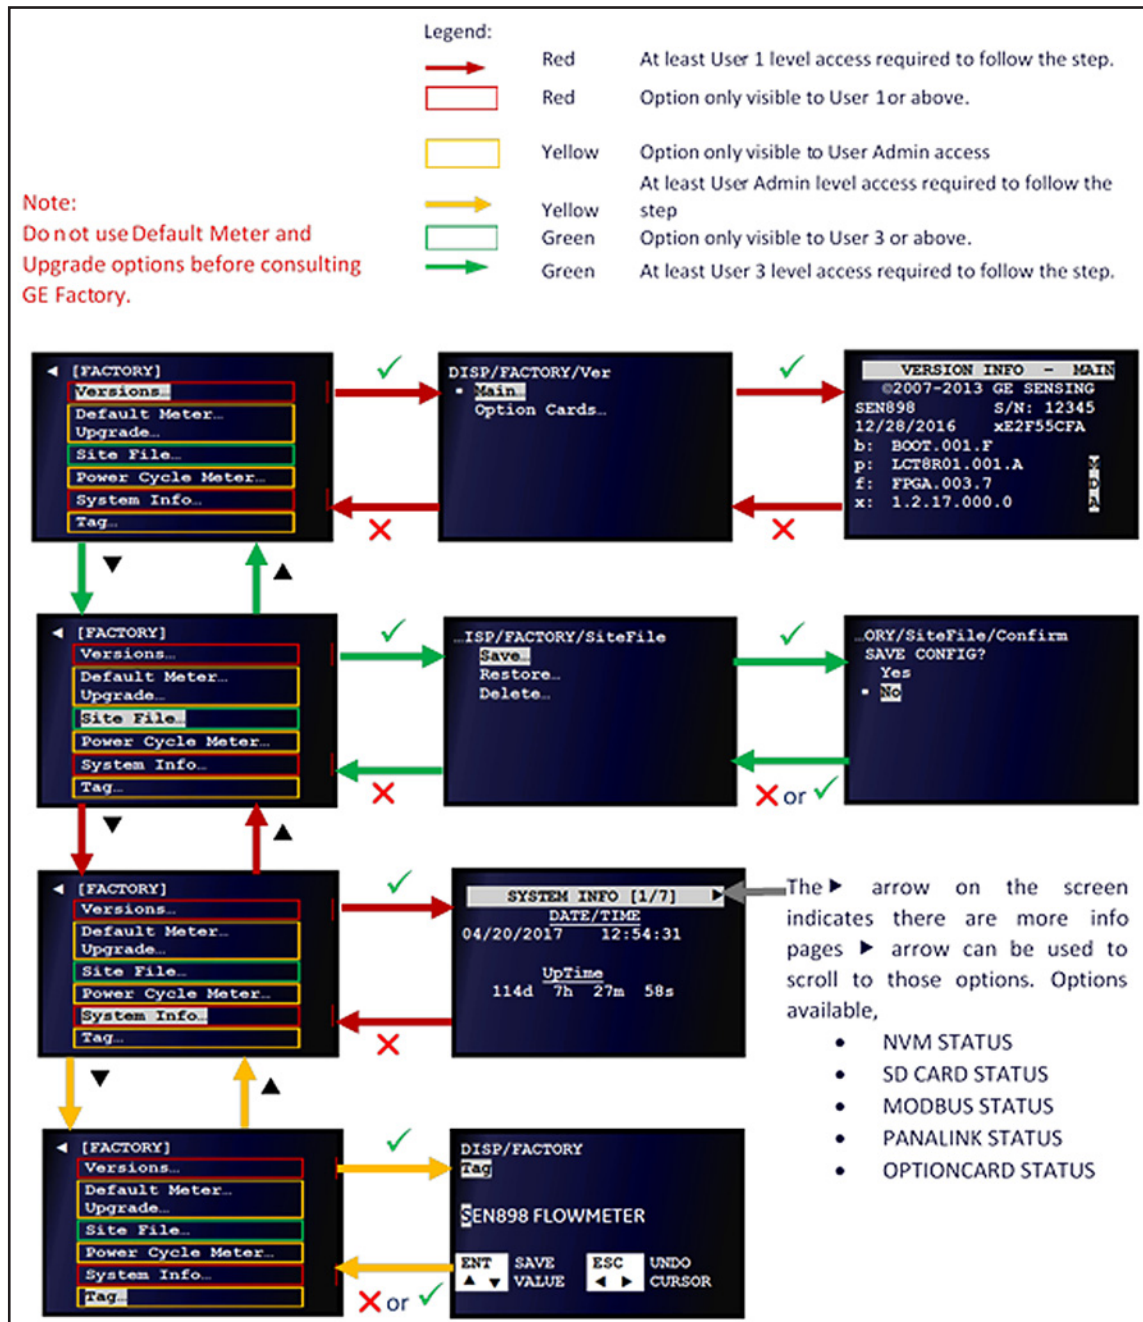 Legend:
Red At least User 1 level access required to follow the step.
Red Option only visible to User 1 or above.
Yellow Option only visible to User Admin access
At least User Admin level access required to follow the
Yellow step
Green Option only visible to User 3 or above.
Green At least User 3 level access required to follow the step.
Note:
Do not use Default Meter and
Upgrade options before consulting
GE Factory.
◄ [FACTORY]
Versions…
Default Meter…
Upgrade…
Site File…
Power Cycle Meter…
System Info…
Tag…
DISP/FACTORY/Ver
Main…
Option Cards…
VERSION INFO - MAIN
©2007-2013 GE SENSING
SEN898 S/N: 12345
12/28/2016 xE2F55CFA
b: BOOT.001.F
p: LCT8R01.001.A
f: FPGA.003.7 D
x: 1.2.17.000.0 A
▼ ▲
◄ [FACTORY]
Versions…
Default Meter…
Upgrade…
Site File…
Power Cycle Meter…
System Info…
Tag…
…ISP/FACTORY/SiteFile
Save…
Restore…
Delete…
…ORY/SiteFile/Confirm
SAVE CONFIG?
Yes
No
or
▼ ▲
◄ [FACTORY]
Versions…
Default Meter…
Upgrade…
Site File…
Power Cycle Meter…
System Info…
Tag…
SYSTEM INFO [1/7] ►
DATE/TIME
04/20/2017 12:54:31
UpTime
114d 7h 27m 58s
The ► arrow on the screen
indicates there are more info
pages ► arrow can be used to
scroll to those options. Options
available,
• NVM STATUS
• SD CARD STATUS
• MODBUS STATUS
• PANALINK STATUS
• OPTIONCARD STATUS
▼ ▲
◄ [FACTORY]
Versions…
Default Meter…
Upgrade…
Site File…
Power Cycle Meter…
System Info…
Tag…
DISP/FACTORY
Tag
SEN898 FLOWMETER
ENT SAVE ESC UNDO
▲ ▼ VALUE ◄ ► CURSOR
or